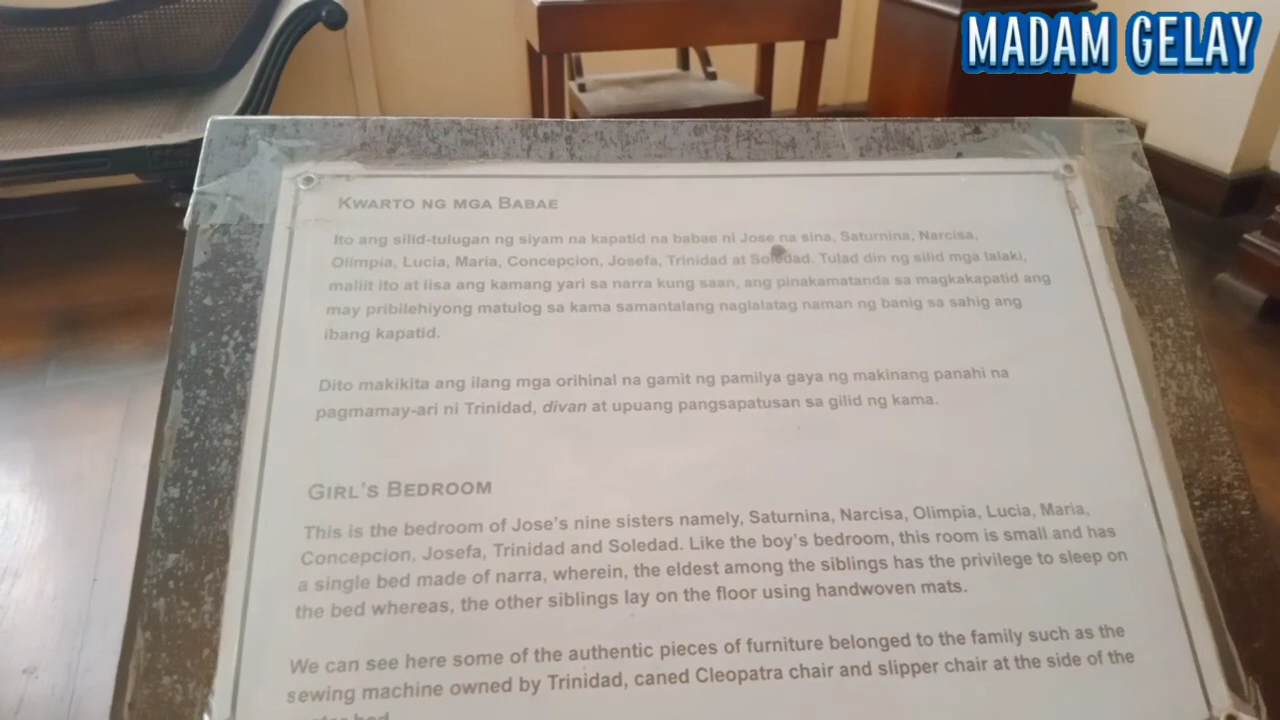 MADAM GELAY
KWARTO NG MGA BABAE
Ito ang silid-tulugan ng siyam na kapatid na babae ni Jose na sina, Saturnina, Narcisa,
Olimpia, Lucia, Maria, Concepcion, Josefa, Trinidad at Soledad. Tulad din ng silid mga lalaki,
maliit ito at iisa ang kamang yari sa narra kung saan, ang pinakamatanda sa magkakapatid ang
may pribilehiyong matulog sa kama samantalang naglalatag naman ng banig sa sahig ang
ibang kapatid.
Dito makikita ang ilang mga orihinal na gamit ng pamilya gaya ng makinang panahi na
pagmamay-ari ni Trinidad, divan at upuang pangsapatusan sa gilid ng kama.
GIRL'S BEDROOM
This is the bedroom of Jose's nine sisters namely, Saturnina, Narcisa, Olimpia, Lucia, Maria,
Concepcion, Josefa, Trinidad and Soledad. Like the boy's bedroom, this room is small and has
a single bed made of narra, wherein, the eldest among the siblings has the privilege to sleep on
the bed whereas, the other siblings lay on the floor using handwoven mats.
We can see here some of the authentic pieces of furniture belonged to the family such as the
sewing machine owned by Trinidad, caned Cleopatra chair and slipper chair at the side of the
bed.